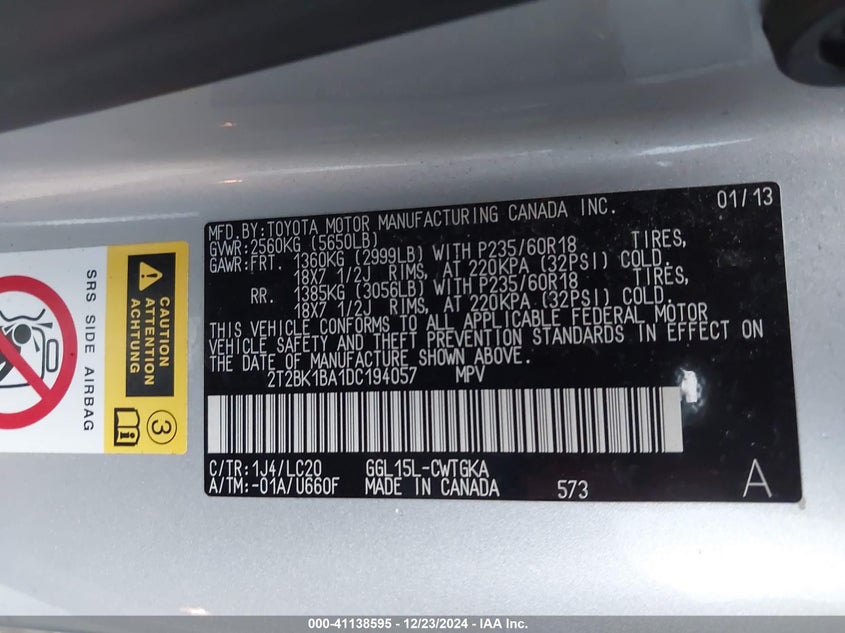 MFD.BY:TOYOTA MOTOR MANUFACTURING CANADA INC. 01/13
GVWR:2560KG (5650LB)
GAWR:FRT. 1360KG (2999LB) WITH P235/60R18 TIRES,
18X7 1/2J RIMS, AT 220KPA (32PSI) COLD.
RR. 1385KG (3056LB) WITH P235/60R18 TIRES,
18X7 1/2J RIMS, AT 220KPA (32PSI) COLD.
THIS VEHICLE CONFORMS TO ALL APPLICABLE FEDERAL MOTOR
VEHICLE SAFETY AND THEFT PREVENTION STANDARDS IN EFFECT ON
THE DATE OF MANUFACTURE SHOWN ABOVE.
2T2BK1BA1DC194057 MPV
C/TR:1J4/LC20 GGL15L-CWTGKA
A/TM:-01A/U660F MADE IN CANADA 573 A
SRS SIDE AIRBAG
CAUTION
ATTENTION
ACHTUNG
3
000-41138595 - 12/23/2024 - IAA Inc.